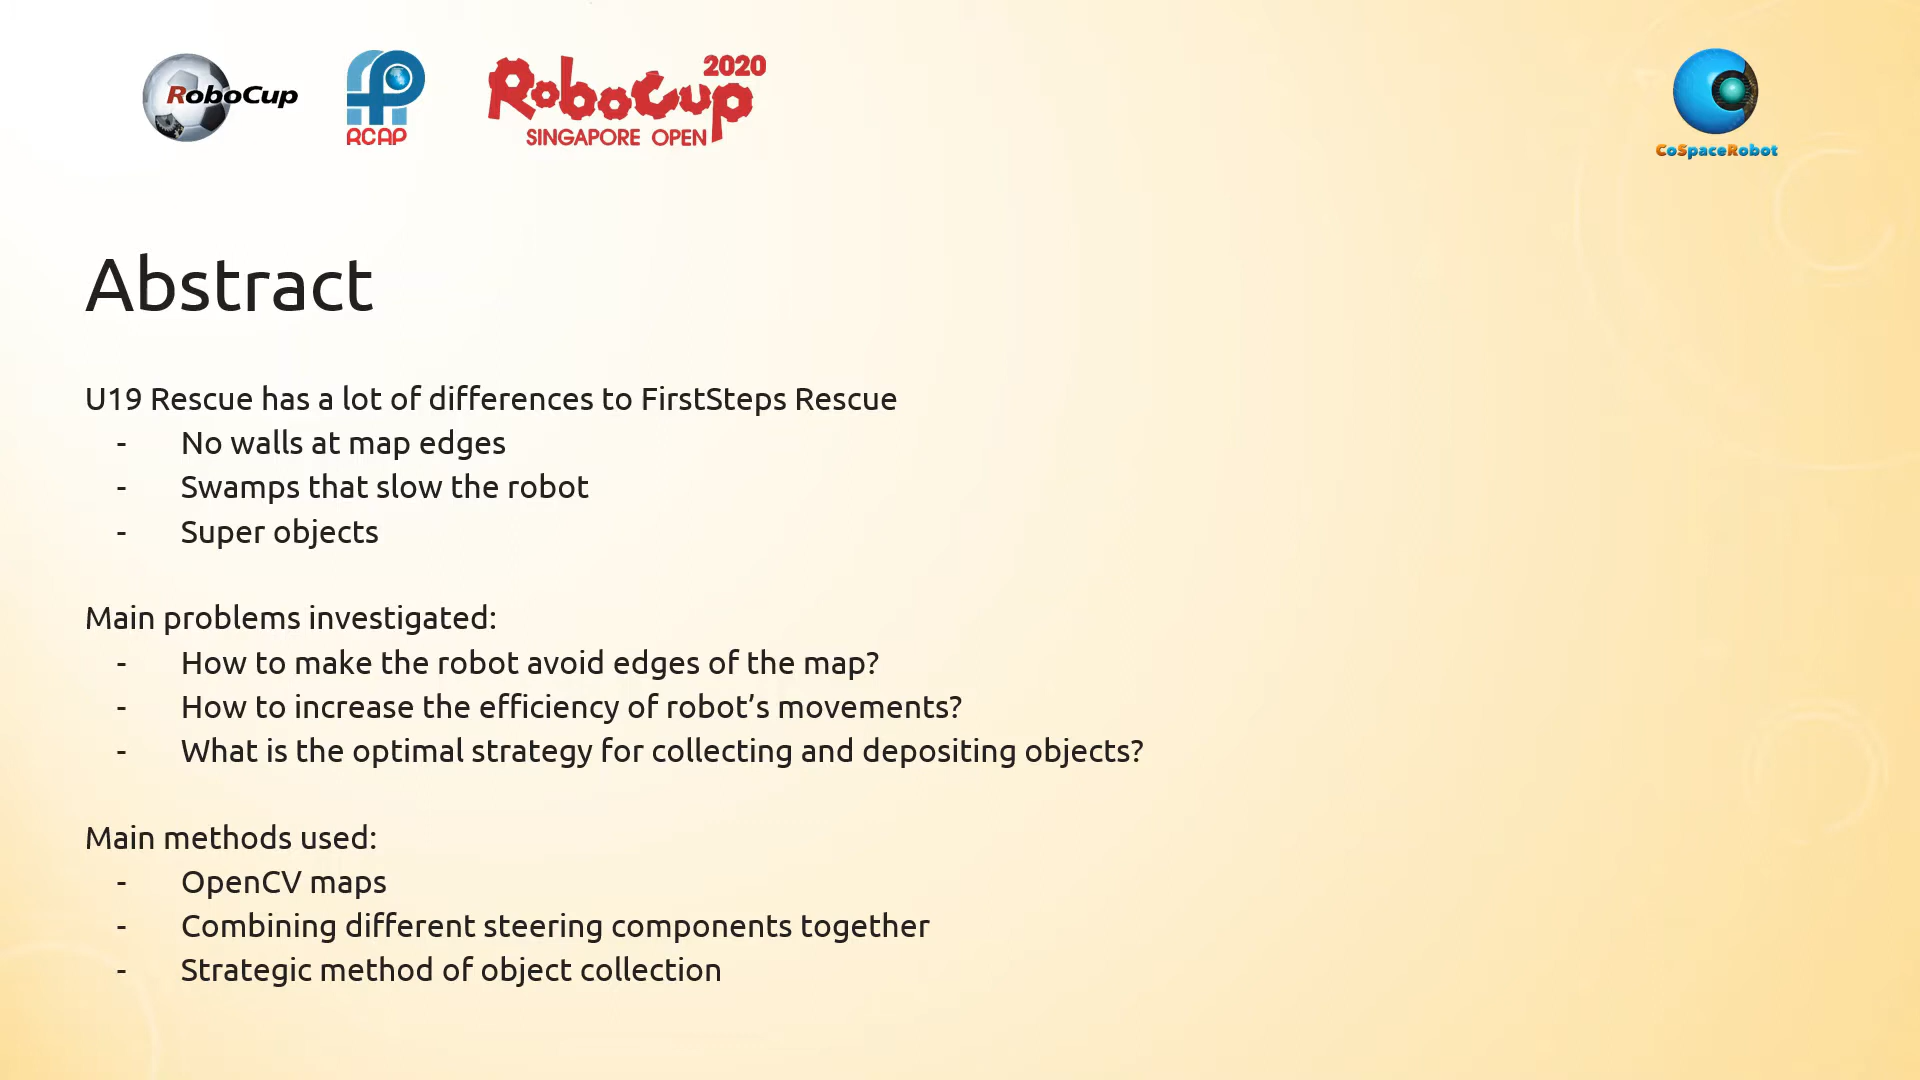 RoboCup
RCAP
RoboCup 2020
SINGAPORE OPEN
CoSpaceRobot
Abstract
U19 Rescue has a lot of differences to FirstSteps Rescue
- No walls at map edges
- Swamps that slow the robot
- Super objects
Main problems investigated:
- How to make the robot avoid edges of the map?
- How to increase the efficiency of robot’s movements?
- What is the optimal strategy for collecting and depositing objects?
Main methods used:
- OpenCV maps
- Combining different steering components together
- Strategic method of object collection